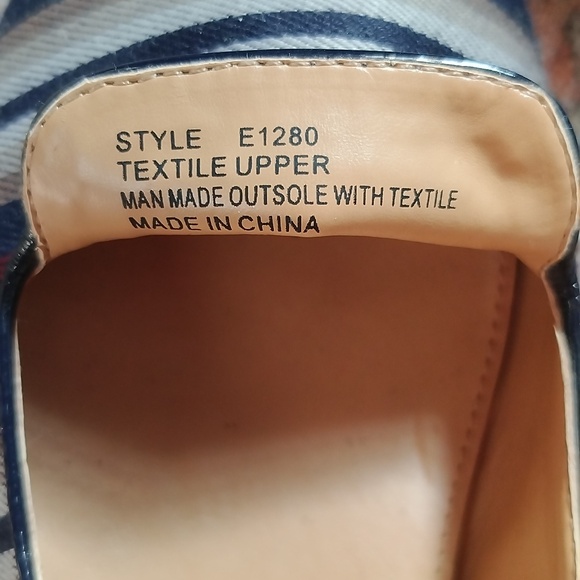 STYLE E1280
TEXTILE UPPER
MAN MADE OUTSOLE WITH TEXTILE
MADE IN CHINA